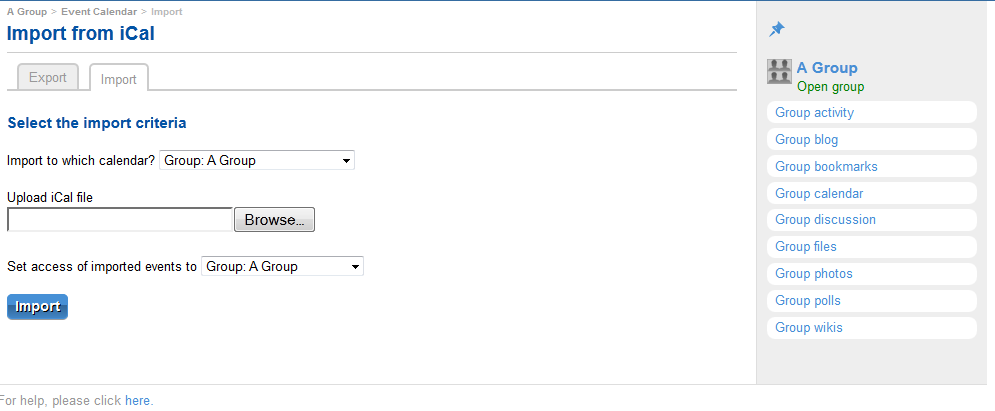 A Group > Event Calendar > Import
Import from iCal
Export
Import
Select the import criteria
Import to which calendar? Group: A Group
Upload iCal file
Browse...
Set access of imported events to Group: A Group
Import
A Group
Open group
Group activity
Group blog
Group bookmarks
Group calendar
Group discussion
Group files
Group photos
Group polls
Group wikis
For help, please click here.